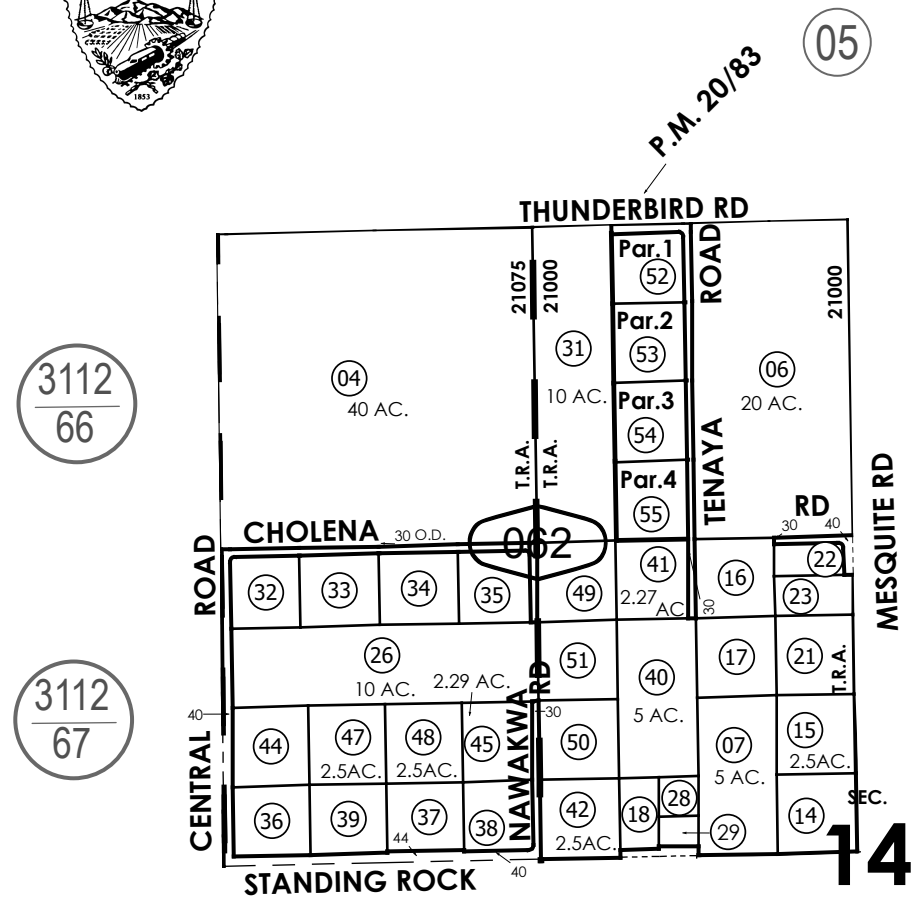 1853
05
P.M. 20/83
THUNDERBIRD RD
21075
21000
Par.1
52
ROAD
21000
Par.2
53
31
10 AC.
04
40 AC.
06
20 AC.
3112
66
Par.3
54
T.R.A.
T.R.A.
TENAYA
Par.4
55
RD
30
40
MESQUITE RD
CHOLENA
30 O.D.
062
ROAD
32
33
34
35
49
41
2.27
AC
30
16
22
23
26
10 AC.
2.29 AC.
51
RD
40
5 AC.
17
21
T.R.A.
3112
67
40
44
47
2.5AC.
48
2.5AC.
45
NAWAKWA
30
50
07
5 AC.
15
2.5AC.
CENTRAL
36
39
37
38
42
2.5AC.
18
28
29
14
SEC.
14
44
40
STANDING ROCK